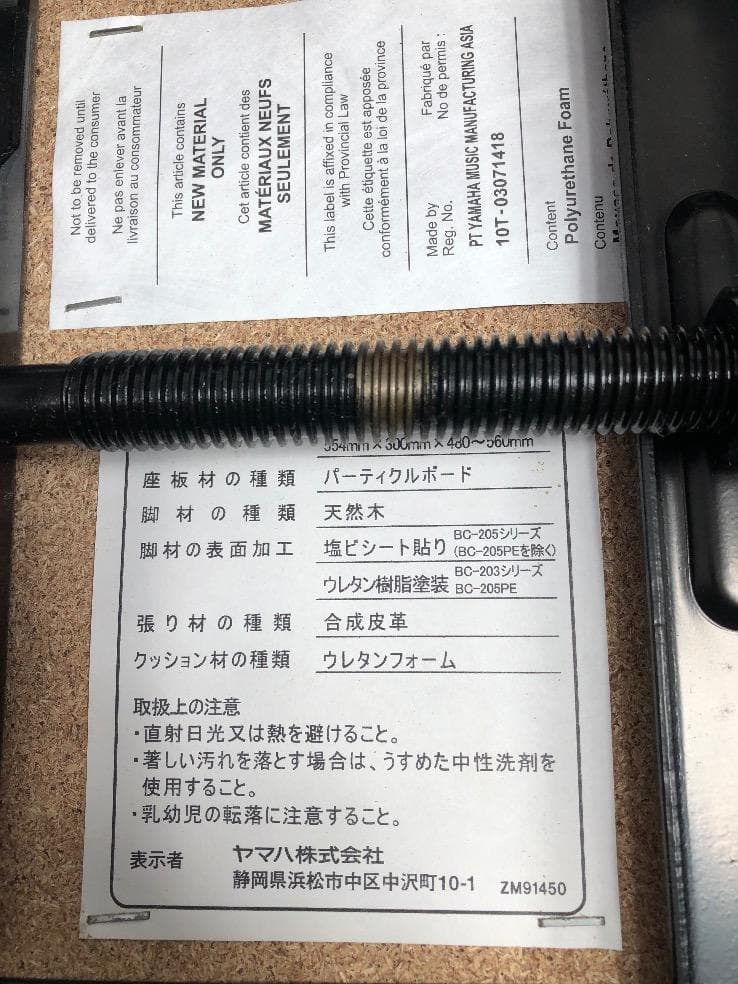 Not to be removed until
delivered to the consumer
Ne pas enlever avant la
livraison au consommateur
This article contains
NEW MATERIAL
ONLY
Cet article contient des
MATÉRIAUX NEUFS
SEULEMENT
This label is affixed in compliance
with Provincial Law
Cette étiquette est apposée
conformément à la loi de la province
Made by Fabriqué par
Reg. No. No de permis :
PT YAMAHA MUSIC MANUFACTURING ASIA
10T-03071418
Content
Polyurethane Foam
Contenu
554mm×300mm×480～560mm
座板材の種類 パーティクルボード
脚材の種類 天然木
脚材の表面加工 塩ビシート貼り BC-205シリーズ
(BC-205PEを除く)
ウレタン樹脂塗装 BC-203シリーズ
BC-205PE
張り材の種類 合成皮革
クッション材の種類 ウレタンフォーム
取扱上の注意
・直射日光又は熱を避けること。
・著しい汚れを落とす場合は、うすめた中性洗剤を
使用すること。
・乳幼児の転落に注意すること。
表示者 ヤマハ株式会社
静岡県浜松市中区中沢町10-1 ZM91450